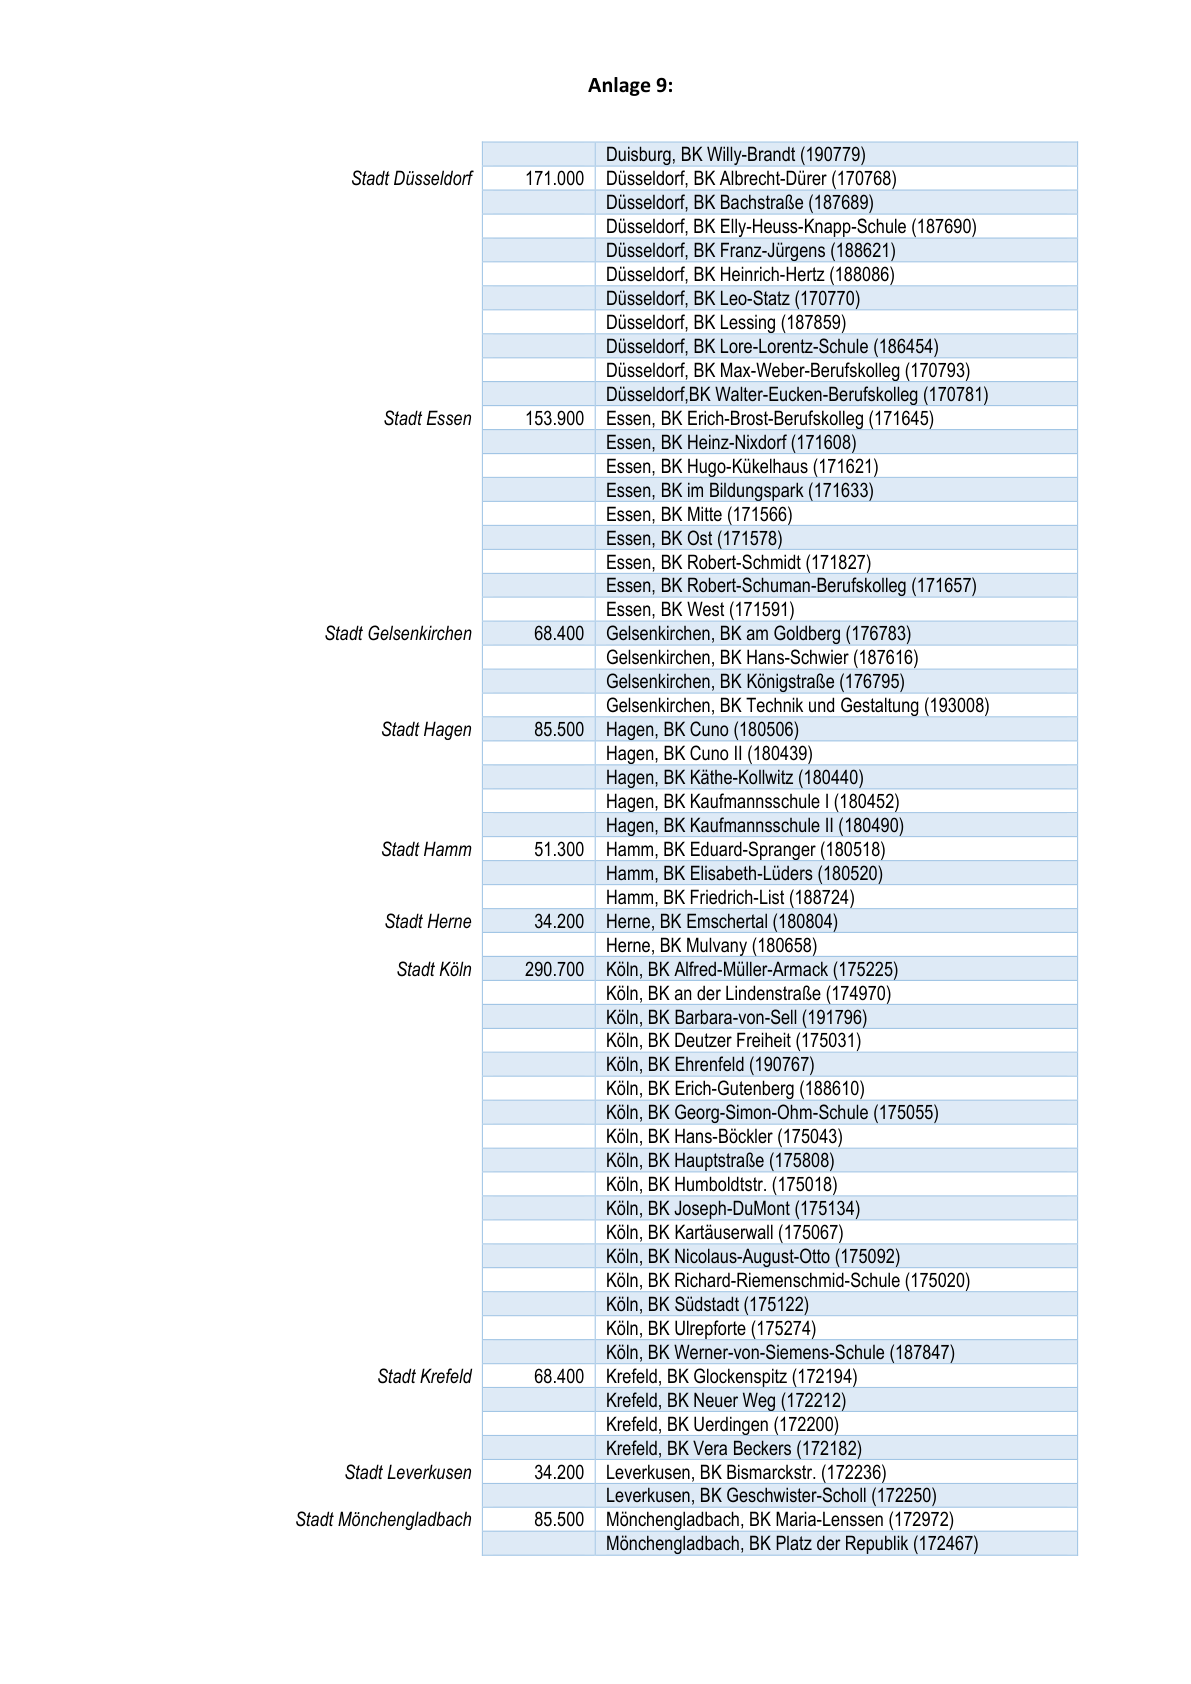 Anlage 9:
Duisburg, BK Willy-Brandt (190779)
Stadt Düsseldorf 171.000 Düsseldorf, BK Albrecht-Dürer (170768)
Düsseldorf, BK Bachstraße (187689)
Düsseldorf, BK Elly-Heuss-Knapp-Schule (187690)
Düsseldorf, BK Franz-Jürgens (188621)
Düsseldorf, BK Heinrich-Hertz (188086)
Düsseldorf, BK Leo-Statz (170770)
Düsseldorf, BK Lessing (187859)
Düsseldorf, BK Lore-Lorentz-Schule (186454)
Düsseldorf, BK Max-Weber-Berufskolleg (170793)
Düsseldorf,BK Walter-Eucken-Berufskolleg (170781)
Stadt Essen 153.900 Essen, BK Erich-Brost-Berufskolleg (171645)
Essen, BK Heinz-Nixdorf (171608)
Essen, BK Hugo-Kükelhaus (171621)
Essen, BK im Bildungspark (171633)
Essen, BK Mitte (171566)
Essen, BK Ost (171578)
Essen, BK Robert-Schmidt (171827)
Essen, BK Robert-Schuman-Berufskolleg (171657)
Essen, BK West (171591)
Stadt Gelsenkirchen 68.400 Gelsenkirchen, BK am Goldberg (176783)
Gelsenkirchen, BK Hans-Schwier (187616)
Gelsenkirchen, BK Königstraße (176795)
Gelsenkirchen, BK Technik und Gestaltung (193008)
Stadt Hagen 85.500 Hagen, BK Cuno (180506)
Hagen, BK Cuno II (180439)
Hagen, BK Käthe-Kollwitz (180440)
Hagen, BK Kaufmannsschule I (180452)
Hagen, BK Kaufmannsschule II (180490)
Stadt Hamm 51.300 Hamm, BK Eduard-Spranger (180518)
Hamm, BK Elisabeth-Lüders (180520)
Hamm, BK Friedrich-List (188724)
Stadt Herne 34.200 Herne, BK Emschertal (180804)
Herne, BK Mulvany (180658)
Stadt Köln 290.700 Köln, BK Alfred-Müller-Armack (175225)
Köln, BK an der Lindenstraße (174970)
Köln, BK Barbara-von-Sell (191796)
Köln, BK Deutzer Freiheit (175031)
Köln, BK Ehrenfeld (190767)
Köln, BK Erich-Gutenberg (188610)
Köln, BK Georg-Simon-Ohm-Schule (175055)
Köln, BK Hans-Böckler (175043)
Köln, BK Hauptstraße (175808)
Köln, BK Humboldtstr. (175018)
Köln, BK Joseph-DuMont (175134)
Köln, BK Kartäuserwall (175067)
Köln, BK Nicolaus-August-Otto (175092)
Köln, BK Richard-Riemenschmid-Schule (175020)
Köln, BK Südstadt (175122)
Köln, BK Ulrepforte (175274)
Köln, BK Werner-von-Siemens-Schule (187847)
Stadt Krefeld 68.400 Krefeld, BK Glockenspitz (172194)
Krefeld, BK Neuer Weg (172212)
Krefeld, BK Uerdingen (172200)
Krefeld, BK Vera Beckers (172182)
Stadt Leverkusen 34.200 Leverkusen, BK Bismarckstr. (172236)
Leverkusen, BK Geschwister-Scholl (172250)
Stadt Mönchengladbach 85.500 Mönchengladbach, BK Maria-Lenssen (172972)
Mönchengladbach, BK Platz der Republik (172467)